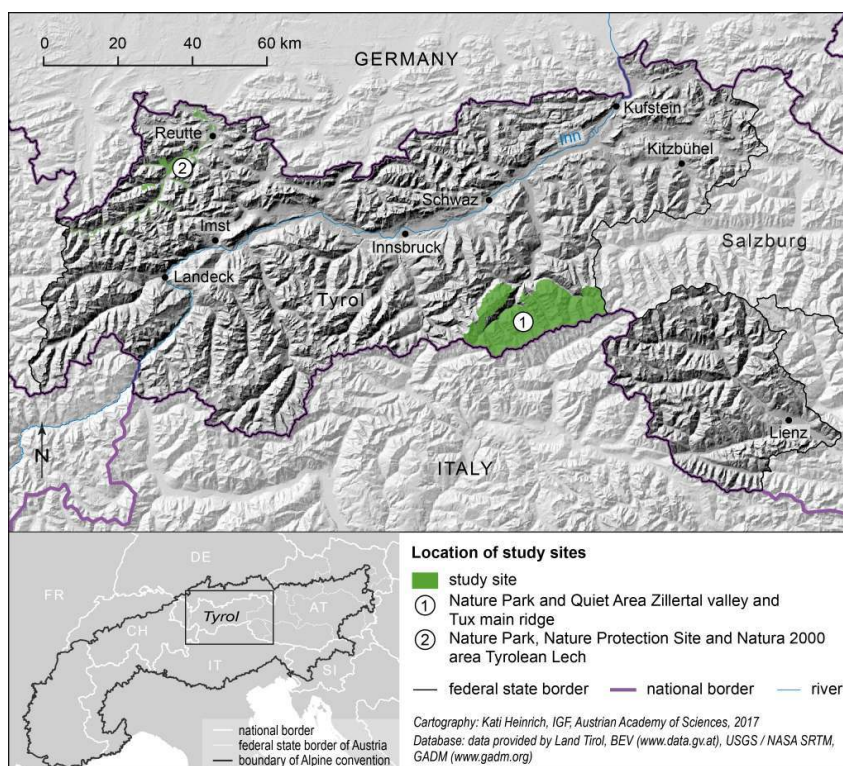 0 20 40 60 km
GERMANY
Reutte
Kufstein
Inn
2
Kitzbühel
Schwaz
Imst
Innsbruck
Salzburg
Landeck
Tyrol
1
Lienz
N
ITALY
DE
FR
Tyrol
AT
CH
IT
SI
national border
federal state border of Austria
boundary of Alpine convention
Location of study sites
study site
1 Nature Park and Quiet Area Zillertal valley and
Tux main ridge
2 Nature Park, Nature Protection Site and Natura 2000
area Tyrolean Lech
federal state border national border river
Cartography: Kati Heinrich, IGF, Austrian Academy of Sciences, 2017
Database: data provided by Land Tirol, BEV (www.data.gv.at), USGS / NASA SRTM,
GADM (www.gadm.org)